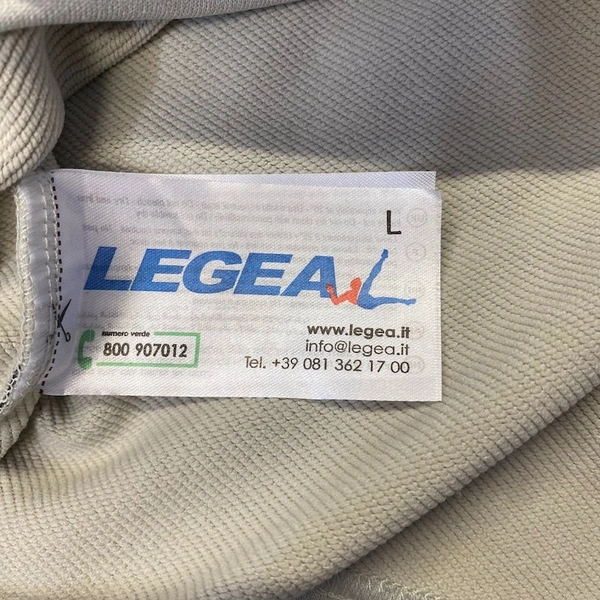 L
LEGEA
www.legea.it
numero verde
800 907012
info@legea.it
Tel. +39 081 362 17 00